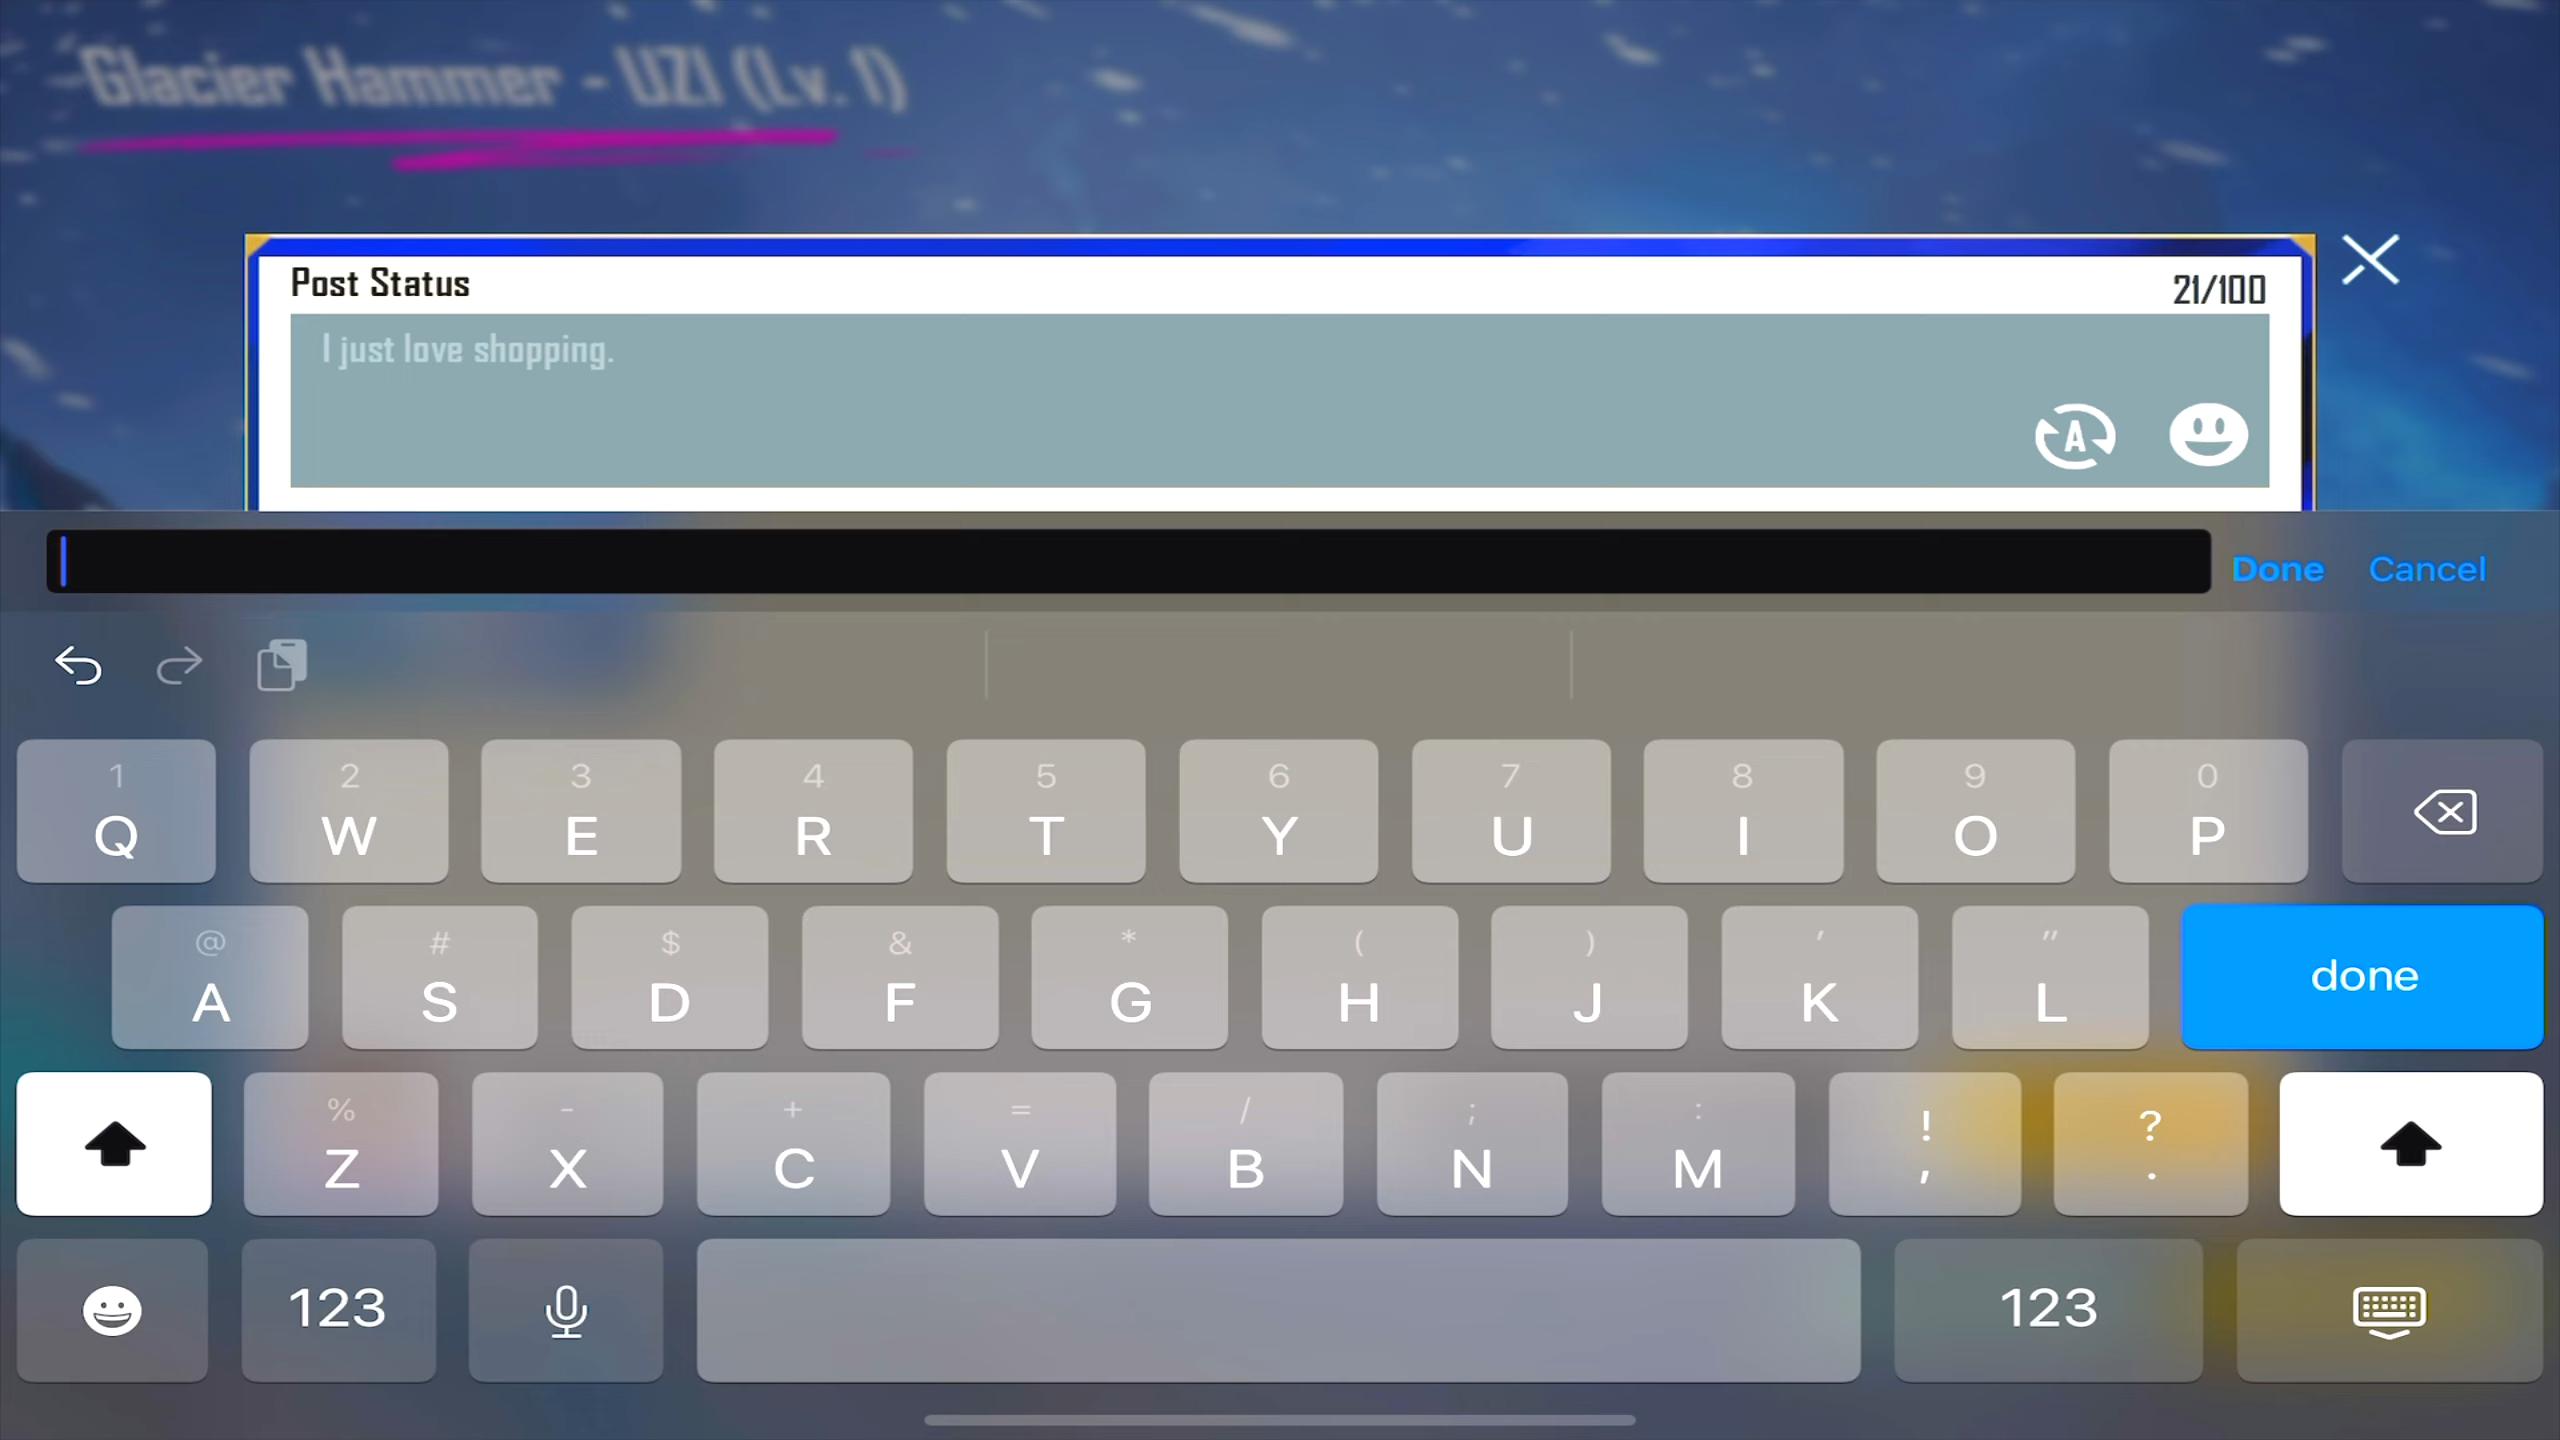 Glacier Hammer - UZI (Lv. 1)
Post Status
21/100
I just love shopping.
A
Done Cancel
1 2 3 4 5 6 7 8 9 0
Q W E R T Y U I O P
@ # $ & * ( ) ' "
A S D F G H J K L done
% - + = / ; : ! ?
Z X C V B N M , .
123 123